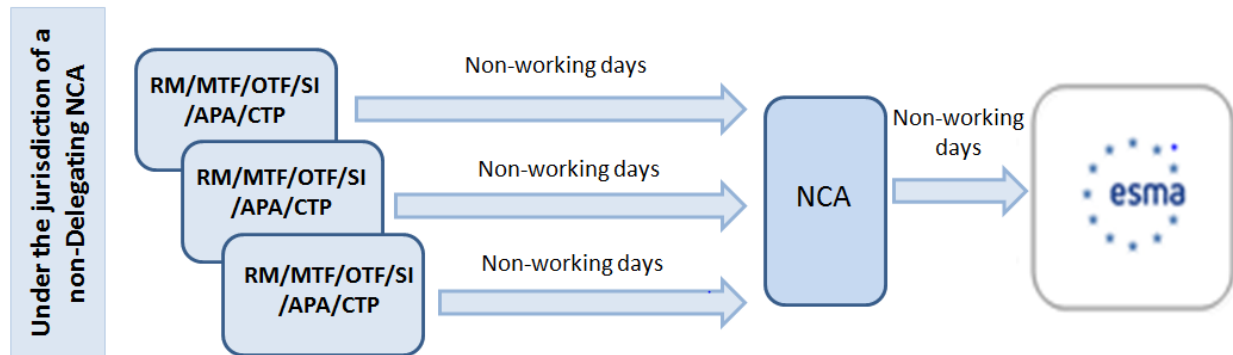 Under the jurisdiction of a
non-Delegating NCA
RM/MTF/OTF/SI
/APA/CTP
Non-working days
RM/MTF/OTF/SI
/APA/CTP
Non-working days
RM/MTF/OTF/SI
/APA/CTP
Non-working days
NCA
Non-working
days
esma